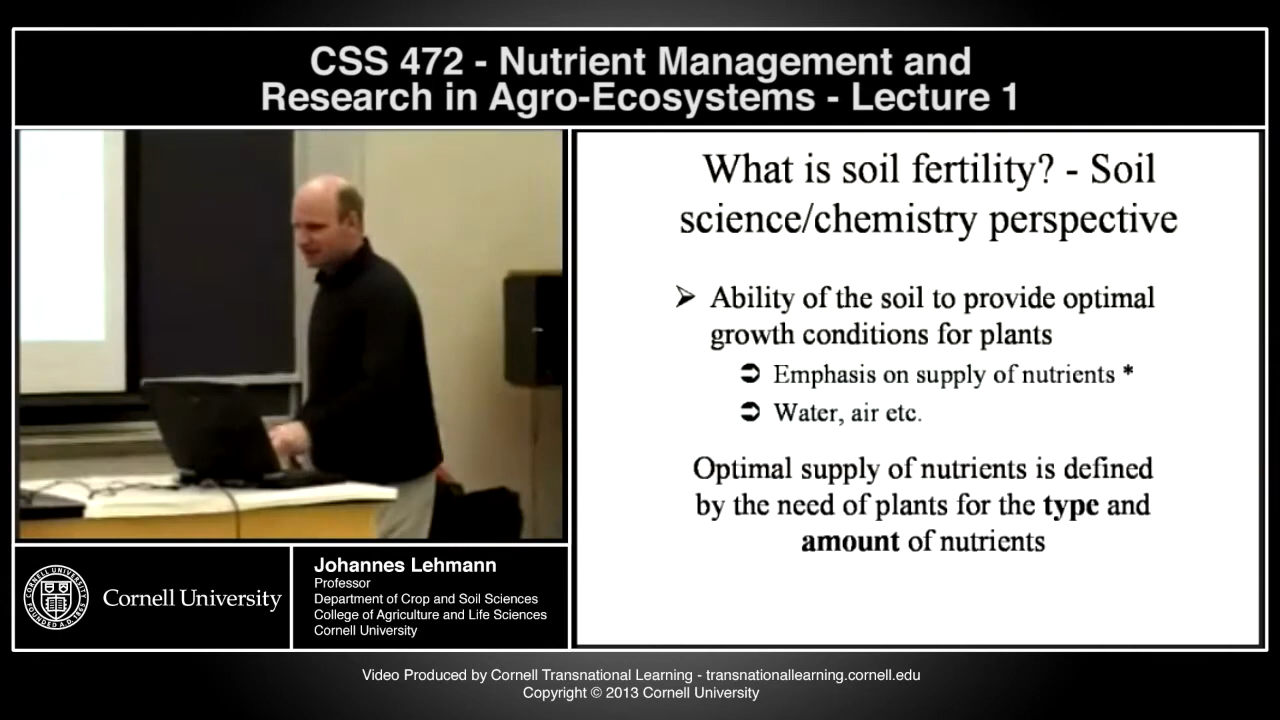 CSS 472 - Nutrient Management and
Research in Agro-Ecosystems - Lecture 1
What is soil fertility? - Soil
science/chemistry perspective
➢ Ability of the soil to provide optimal
growth conditions for plants
➲ Emphasis on supply of nutrients *
➲ Water, air etc.
Optimal supply of nutrients is defined
by the need of plants for the type and
amount of nutrients
CORNELL UNIVERSITY
FOUNDED A.D. 1865
Cornell University
Johannes Lehmann
Professor
Department of Crop and Soil Sciences
College of Agriculture and Life Sciences
Cornell University
Video Produced by Cornell Transnational Learning - transnationallearning.cornell.edu
Copyright © 2013 Cornell University